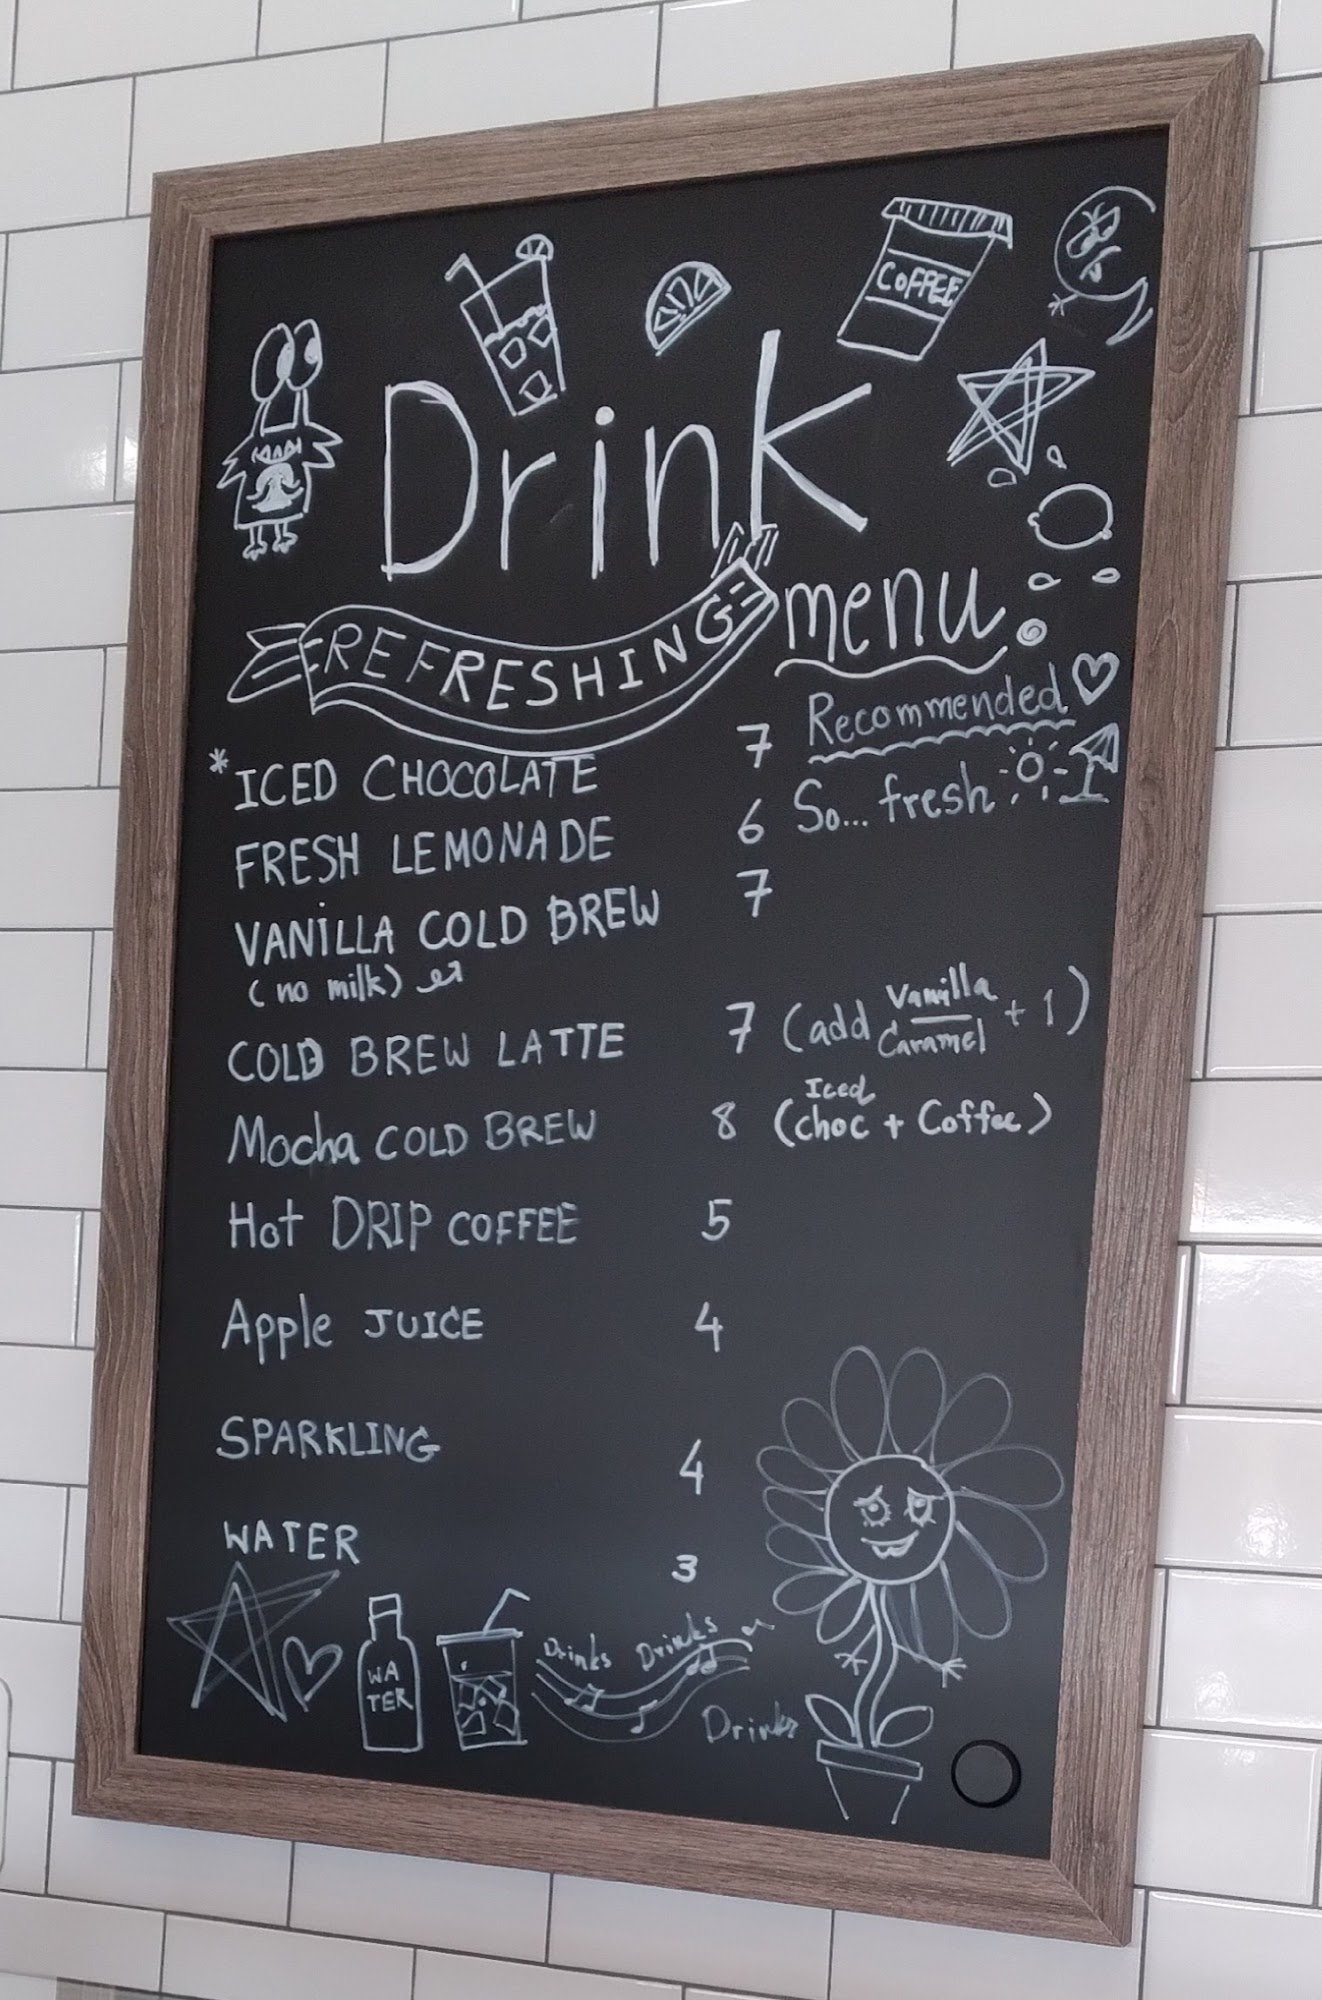 COFFEE
Drink
REFRESHING
menu
*ICED CHOCOLATE 7 Recommended
FRESH LEMONADE 6 So... fresh
VANILLA COLD BREW 7
(no milk)
COLD BREW LATTE 7 (add Vanilla Caramel + 1)
Mocha COLD BREW 8 (Iced choc + Coffee)
Hot DRIP COFFEE 5
Apple JUICE 4
SPARKLING 4
WATER 3
WA
TER
Drinks Drinks
Drinks